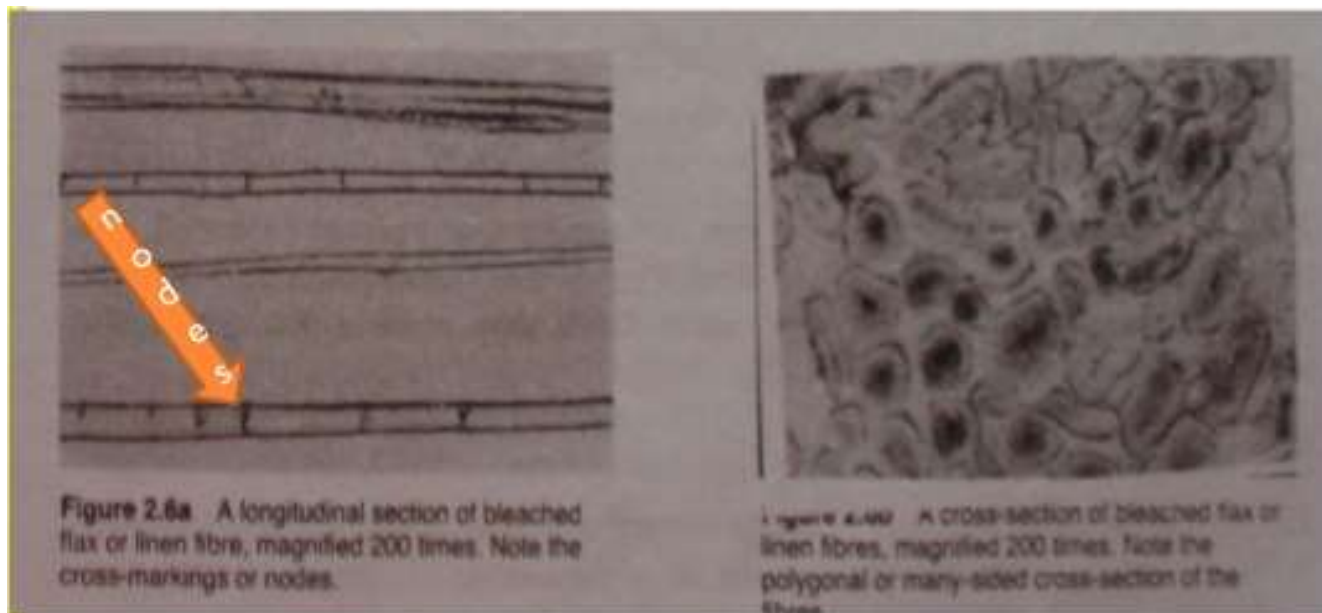 nodes
Figure 2.6a A longitudinal section of bleached
flax or linen fibre, magnified 200 times. Note the
cross-markings or nodes.
A cross-section of bleached flax or
linen fibres, magnified 200 times. Note the
polygonal or many-sided cross-section of the